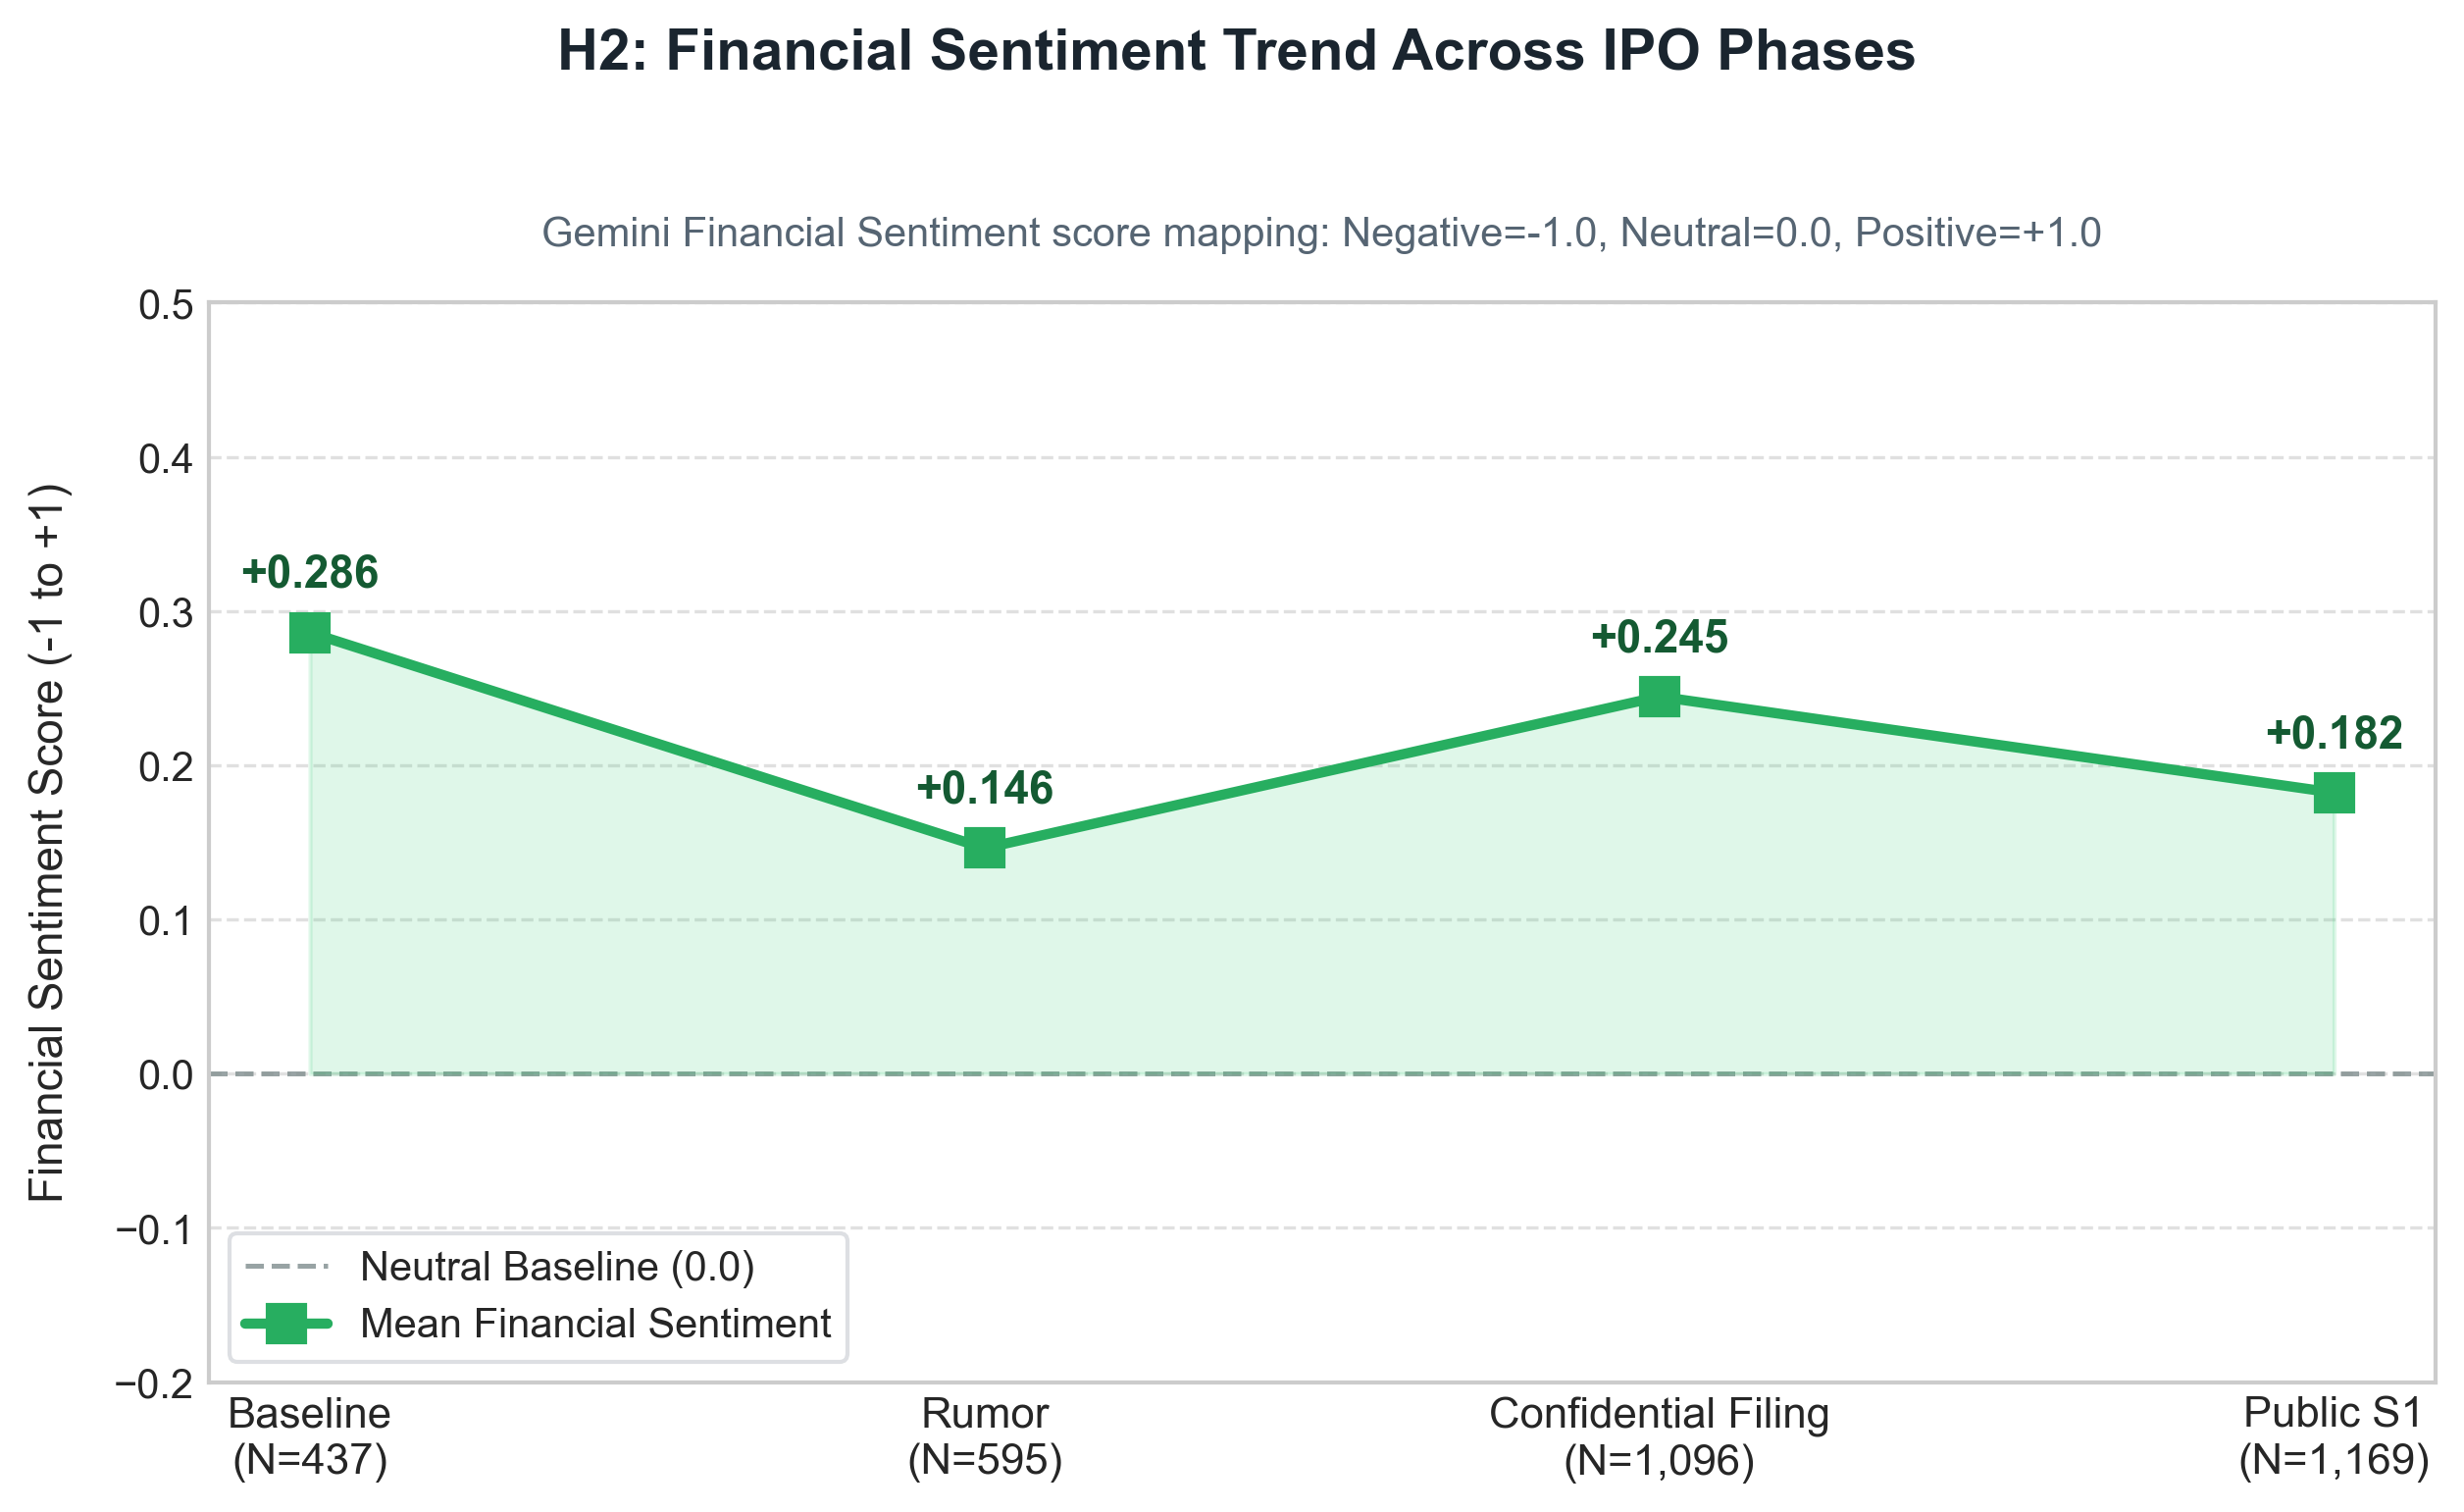 H2: Financial Sentiment Trend Across IPO Phases
Gemini Financial Sentiment score mapping: Negative=-1.0, Neutral=0.0, Positive=+1.0
Financial Sentiment Score (-1 to +1)
0.5
0.4
0.3
0.2
0.1
0.0
−0.1
−0.2
+0.286
+0.146
+0.245
+0.182
Neutral Baseline (0.0)
Mean Financial Sentiment
Baseline
(N=437)
Rumor
(N=595)
Confidential Filing
(N=1,096)
Public S1
(N=1,169)